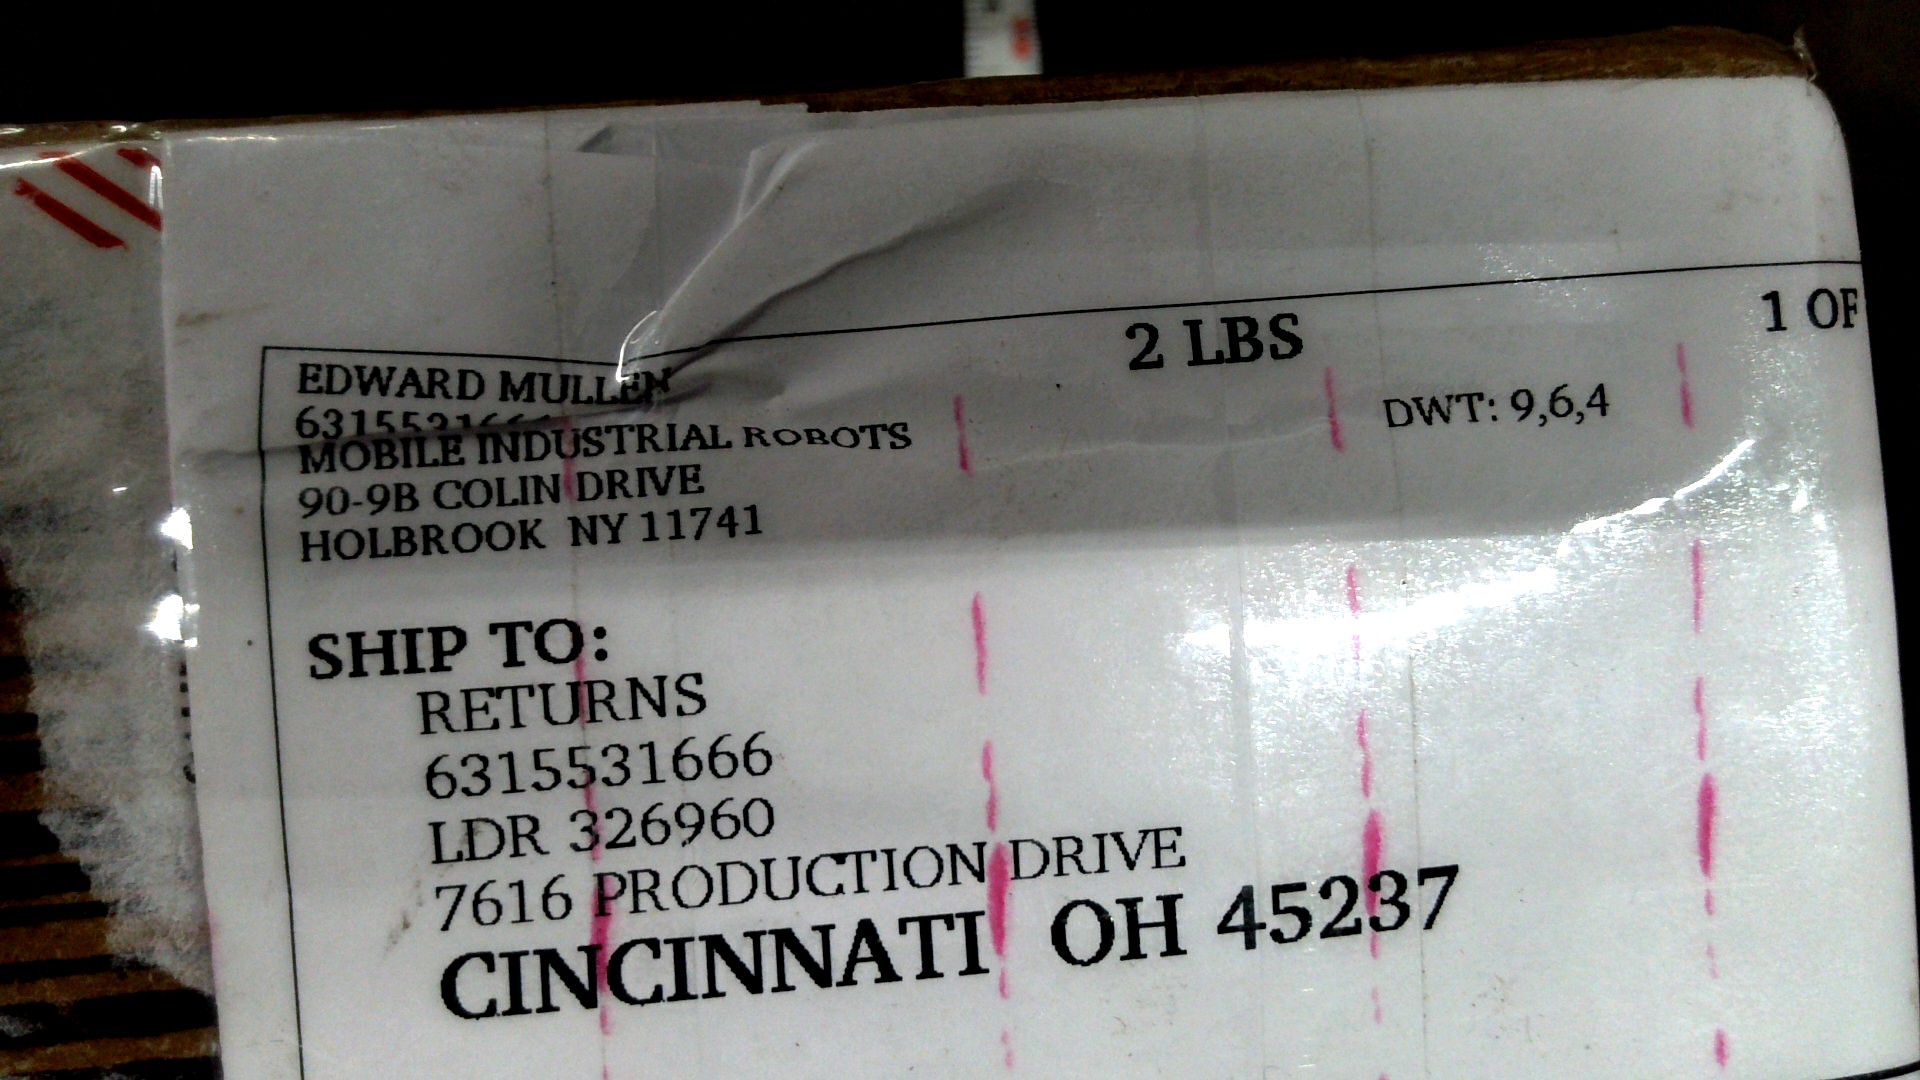 EDWARD MULLEN
2 LBS
1 OF
DWT: 9,6,4
MOBILE INDUSTRIAL ROBOTS
90-9B COLIN DRIVE
HOLBROOK NY 11741
SHIP TO:
RETURNS
6315531666
LDR 326960
7616 PRODUCTION DRIVE
CINCINNATI OH 45237